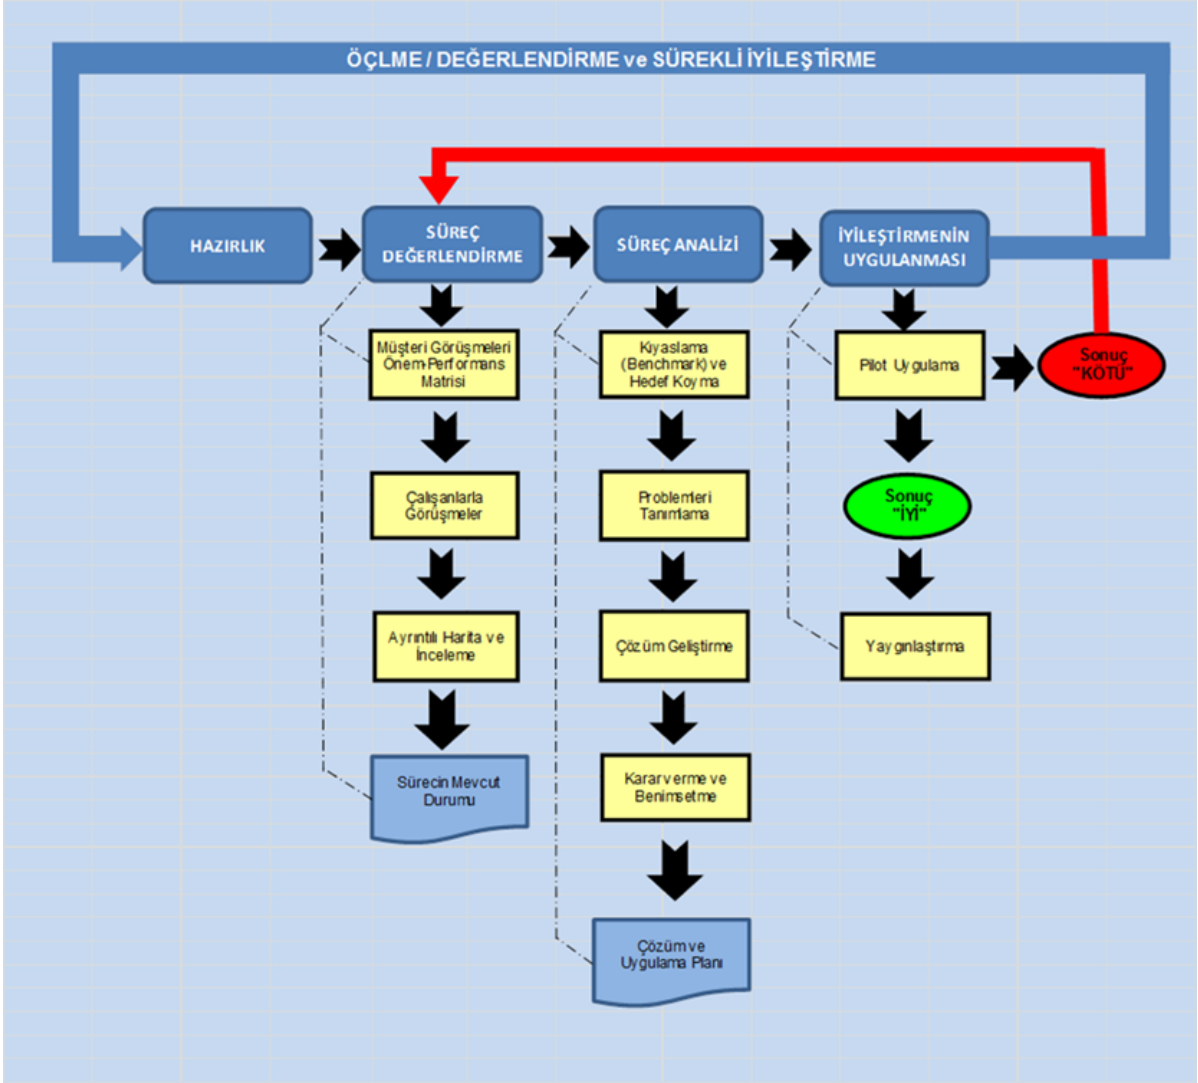 ÖÇLME / DEĞERLENDİRME ve SÜREKLİ İYİLEŞTİRME
HAZIRLIK
SÜREÇ
DEĞERLENDİRME
SÜREÇ ANALİZİ
İYİLEŞTİRMENİN
UYGULANMASI
Müşteri Görüşmeleri
Önem-Performans
Matrisi
Çalışanlarla
Görüşmeler
Ayrıntılı Harita ve
İnceleme
Sürecin Mevcut
Durumu
Kıyaslama
(Benchmark) ve
Hedef Koyma
Problemleri
Tanımlama
Çözüm Geliştirme
Karar verme ve
Benimsetme
Çözüm ve
Uygulama Planı
Pilot Uygulama
Sonuç
"KÖTÜ"
Sonuç
"İYİ"
Yaygınlaştırma